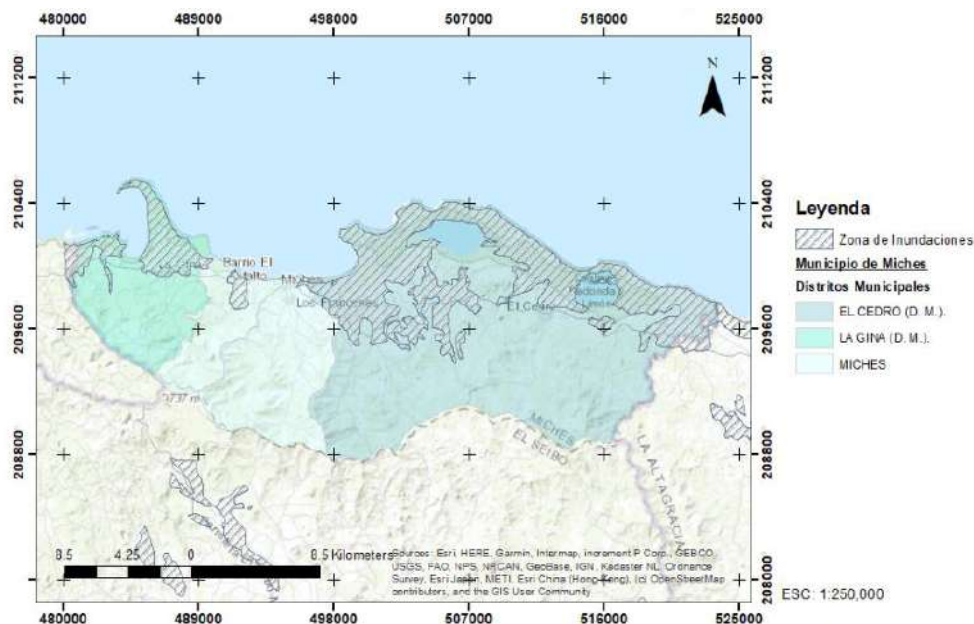 480000 489000 498000 507000 516000 525000
211200
211200
N
210400
210400
Barrio El
Miches
El Cedro
Redonda
Limón
209600
209600
MICHES
EL SEIBO
LA ALTAGRACIA
208800
208800
8.5 4.25 0 8.5 Kilometers
Sources: Esri, HERE, Garmin, Intermap, increment P Corp., GEBCO,
USGS, FAO, NPS, NRCAN, GeoBase, IGN, Kadaster NL, Ordnance
Survey, Esri Japan, METI, Esri China (Hong Kong), (c) OpenStreetMap
contributors, and the GIS User Community
208000
208000
480000 489000 498000 507000 516000 525000
Leyenda
Zona de Inundaciones
Municipio de Miches
Distritos Municipales
EL CEDRO (D. M.).
LA GINA (D. M.).
MICHES
ESC: 1:250,000